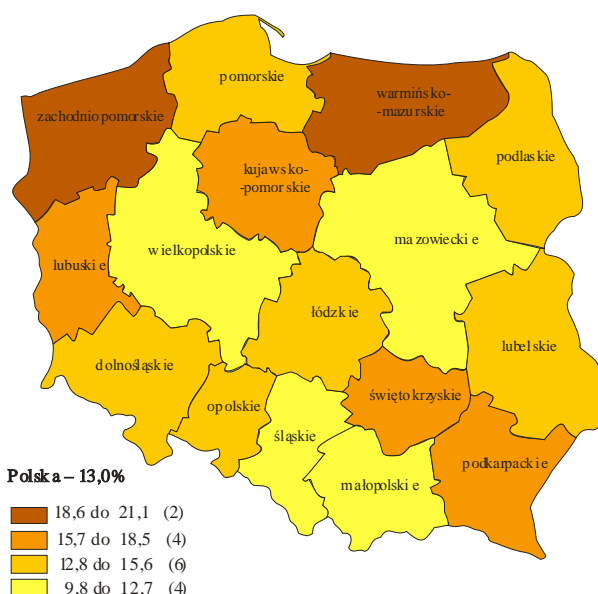 pomorskie
zachodniopomorskie
warmińsko-
-mazurskie
podlaskie
kujawsko-
-pomorskie
wielkopolskie
mazowieckie
lubuskie
łódzkie
lubelskie
dolnośląskie
opolskie
świętokrzyskie
śląskie
podkarpackie
małopolskie
Polska – 13,0%
18,6 do 21,1 (2)
15,7 do 18,5 (4)
12,8 do 15,6 (6)
9,8 do 12,7 (4)